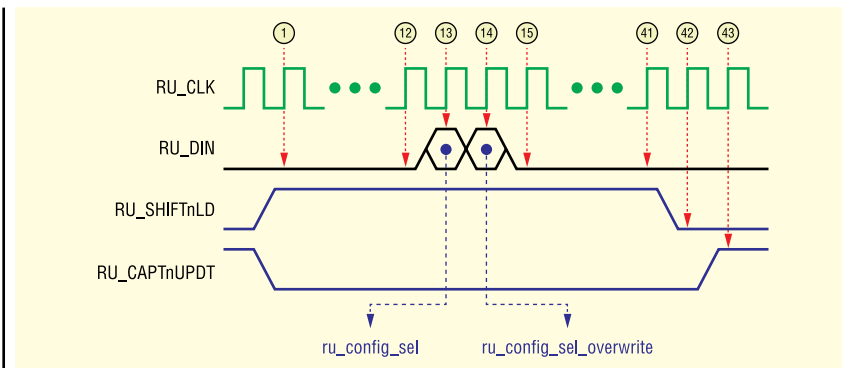 1 12 13 14 15 41 42 43
RU_CLK
RU_DIN
RU_SHIFTnLD
RU_CAPTnUPDT
ru_config_sel ru_config_sel_overwrite